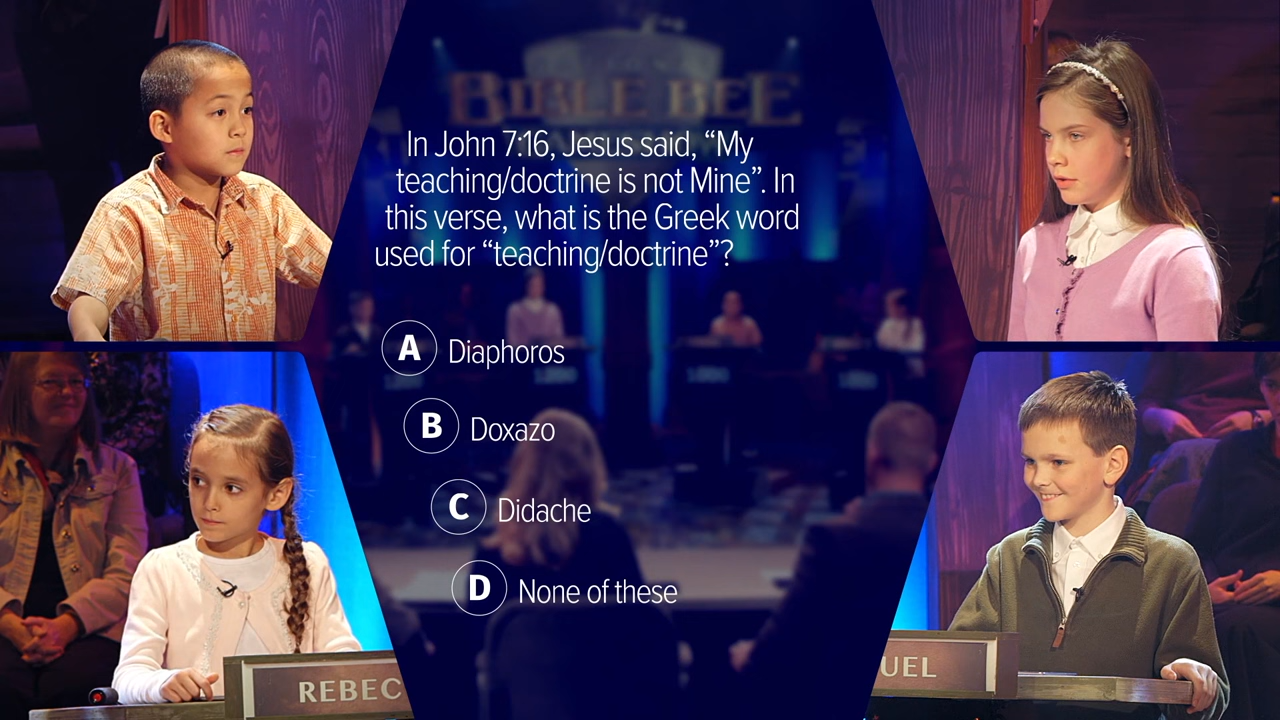 BIBLE BEE
In John 7:16, Jesus said, “My
teaching/doctrine is not Mine”. In
this verse, what is the Greek word
used for “teaching/doctrine”?
A Diaphoros
B Doxazo
C Didache
D None of these
REBEC
UEL